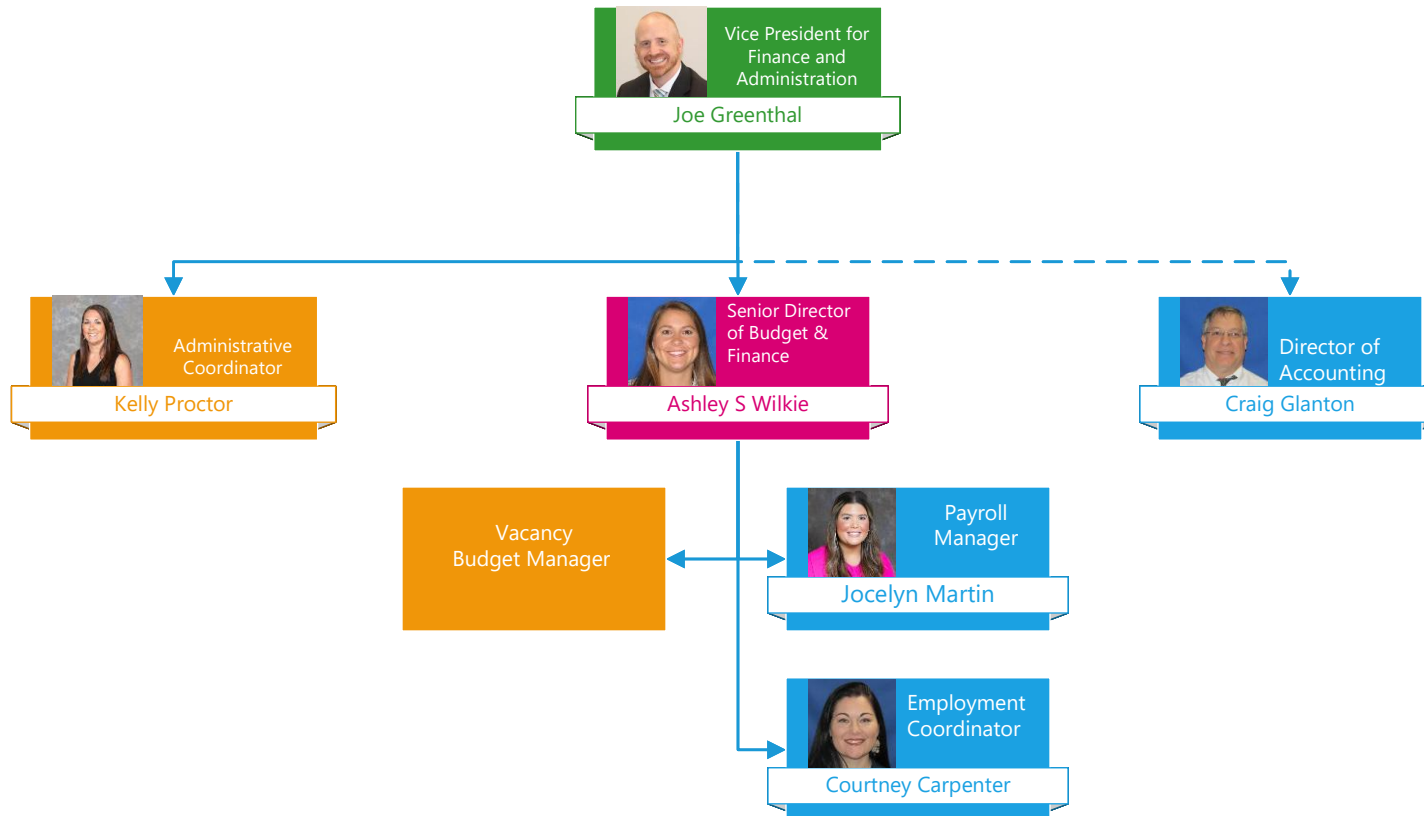 Vice President for
Finance and
Administration
Joe Greenthal
Administrative
Coordinator
Kelly Proctor
Senior Director
of Budget &
Finance
Ashley S Wilkie
Director of
Accounting
Craig Glanton
Vacancy
Budget Manager
Payroll
Manager
Jocelyn Martin
Employment
Coordinator
Courtney Carpenter